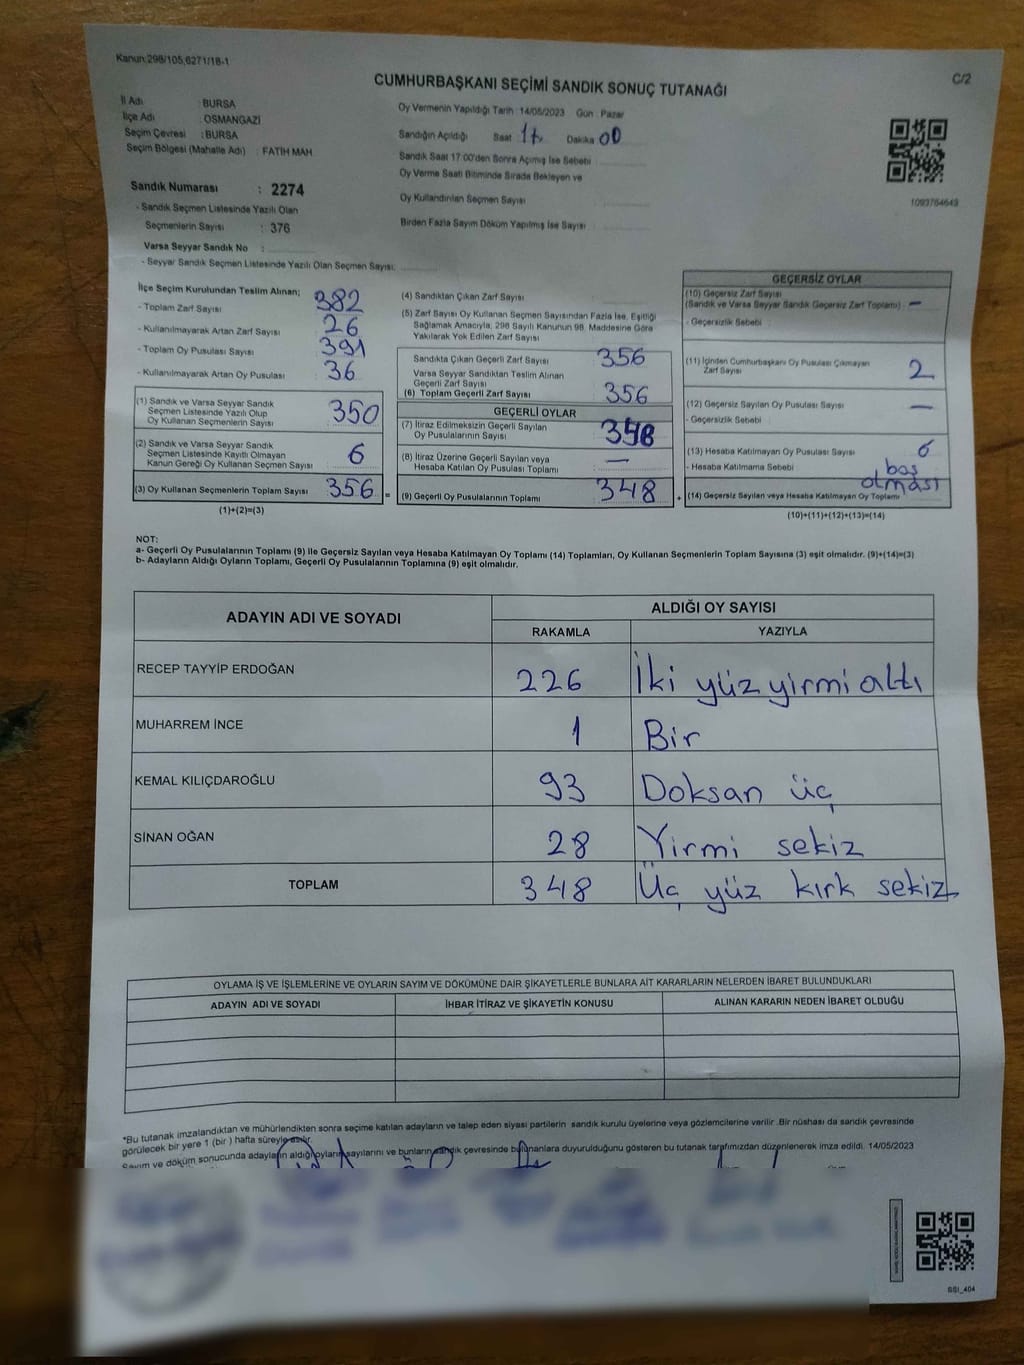 Kanun:298/105,6271/18-1
C/2
CUMHURBAŞKANI SEÇİMİ SANDIK SONUÇ TUTANAĞI
İl Adı : BURSA
İlçe Adı : OSMANGAZİ
Seçim Çevresi : BURSA
Seçim Bölgesi (Mahalle Adı) : FATİH MAH
Oy Vermenin Yapıldığı Tarih : 14/05/2023 Gün : Pazar
Sandığın Açıldığı Saat 17 Dakika 00
Sandık Saat 17:00'den Sonra Açımış İse Sebebi
Oy Verme Saati Bitiminde Sırada Bekleyen ve
Oy Kullandırılan Seçmen Sayısı
Birden Fazla Sayım Döküm Yapılmış İse Sayısı :
1093764649
Sandık Numarası : 2274
- Sandık Seçmen Listesinde Yazılı Olan
Seçmenlerin Sayısı : 376
Varsa Seyyar Sandık No :
- Seyyar Sandık Seçmen Listesinde Yazılı Olan Seçmen Sayısı:
İlçe Seçim Kurulundan Teslim Alınan;
- Toplam Zarf Sayısı 382
- Kullanılmayarak Artan Zarf Sayısı 26
- Toplam Oy Pusulası Sayısı 391
- Kullanılmayarak Artan Oy Pusulası 36
(1) Sandık ve Varsa Seyyar Sandık
Seçmen Listesinde Yazılı Olup
Oy Kullanan Seçmenlerin Sayısı 350
(2) Sandık ve Varsa Seyyar Sandık
Seçmen Listesinde Kayıtlı Olmayan
Kanun Gereği Oy Kullanan Seçmen Sayısı 6
(3) Oy Kullanan Seçmenlerin Toplam Sayısı 356 =
(1)+(2)=(3)
(4) Sandıktan Çıkan Zarf Sayısı
(5) Zarf Sayısı Oy Kullanan Seçmen Sayısından Fazla İse, Eşitliği
Sağlamak Amacıyla, 298 Sayılı Kanunun 98. Maddesine Göre
Yakılarak Yok Edilen Zarf Sayısı
Sandıkta Çıkan Geçerli Zarf Sayısı 356
Varsa Seyyar Sandıktan Teslim Alınan
Geçerli Zarf Sayısı
(6) Toplam Geçerli Zarf Sayısı 356
GEÇERLİ OYLAR
(7) İtiraz Edilmeksizin Geçerli Sayılan
Oy Pusulalarının Sayısı 348
(8) İtiraz Üzerine Geçerli Sayılan veya
Hesaba Katılan Oy Pusulası Toplamı —
(9) Geçerli Oy Pusulalarının Toplamı 348 +
GEÇERSİZ OYLAR
(10) Geçersiz Zarf Sayısı
(Sandık ve Varsa Seyyar Sandık Geçersiz Zarf Toplamı) : —
- Geçersizlik Sebebi
(11) İçinden Cumhurbaşkanı Oy Pusulası Çıkmayan
Zarf Sayısı 2
(12) Geçersiz Sayılan Oy Pusulası Sayısı —
- Geçersizlik Sebebi
(13) Hesaba Katılmayan Oy Pusulası Sayısı 6
- Hesaba Katılmama Sebebi boş
olması
(14) Geçersiz Sayılan veya Hesaba Katılmayan Oy Toplamı
(10)+(11)+(12)+(13)=(14)
NOT:
a- Geçerli Oy Pusulalarının Toplamı (9) ile Geçersiz Sayılan veya Hesaba Katılmayan Oy Toplamı (14) Toplamları, Oy Kullanan Seçmenlerin Toplam Sayısına (3) eşit olmalıdır. (9)+(14)=(3)
b- Adayların Aldığı Oyların Toplamı, Geçerli Oy Pusulalarının Toplamına (9) eşit olmalıdır.
ADAYIN ADI VE SOYADI ALDIĞI OY SAYISI
RAKAMLA YAZIYLA
RECEP TAYYİP ERDOĞAN 226 İki yüz yirmi altı
MUHARREM İNCE 1 Bir
KEMAL KILIÇDAROĞLU 93 Doksan üç
SİNAN OĞAN 28 Yirmi sekiz
TOPLAM 348 Üç yüz kırk sekiz
OYLAMA İŞ VE İŞLEMLERİNE VE OYLARIN SAYIM VE DÖKÜMÜNE DAİR ŞİKAYETLERLE BUNLARA AİT KARARLARIN NELERDEN İBARET BULUNDUKLARI
ADAYIN ADI VE SOYADI İHBAR İTİRAZ VE ŞİKAYETİN KONUSU ALINAN KARARIN NEDEN İBARET OLDUĞU
*Bu tutanak imzalandıktan ve mühürlendikten sonra seçime katılan adayların ve talep eden siyasi partilerin sandık kurulu üyelerine veya gözlemcilerine verilir .Bir nüshası da sandık çevresinde
görülecek bir yere 1 (bir ) hafta süreyle asılır.
Sayım ve döküm sonucunda adayların aldığı oyların sayılarını ve bunların sandık çevresinde bulunanlara duyurulduğunu gösteren bu tutanak tarafımızdan düzenlenerek imza edildi. 14/05/2023
SSI_404